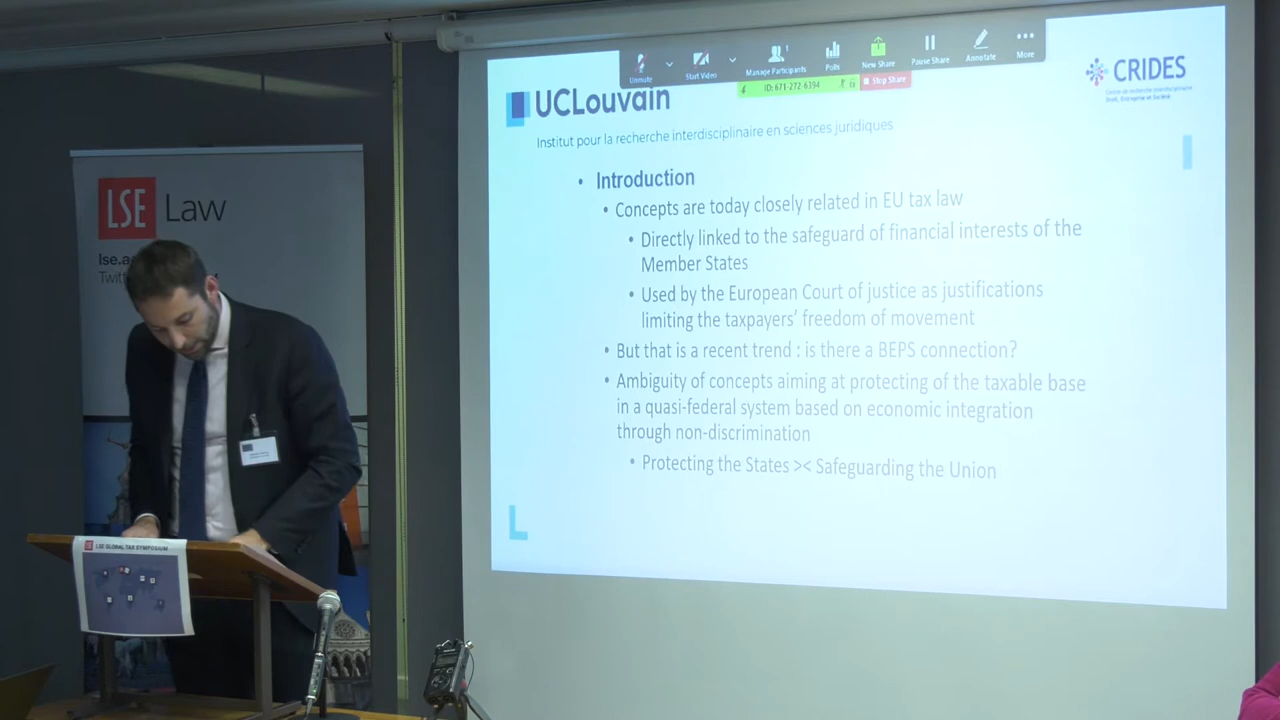 Unmute
Start Video
Manage Participants
1
Polls
New Share
Pause Share
Annotate
More
ID: 671-272-6394
Stop Share
UCLouvain
CRIDES
Institut pour la recherche interdisciplinaire en sciences juridiques
• Introduction
• Concepts are today closely related in EU tax law
• Directly linked to the safeguard of financial interests of the
Member States
• Used by the European Court of justice as justifications
limiting the taxpayers' freedom of movement
• But that is a recent trend : is there a BEPS connection?
• Ambiguity of concepts aiming at protecting of the taxable base
in a quasi-federal system based on economic integration
through non-discrimination
• Protecting the States >< Safeguarding the Union
LSE Law
lse.a
Twit
LSE GLOBAL TAX SYMPOSIUM